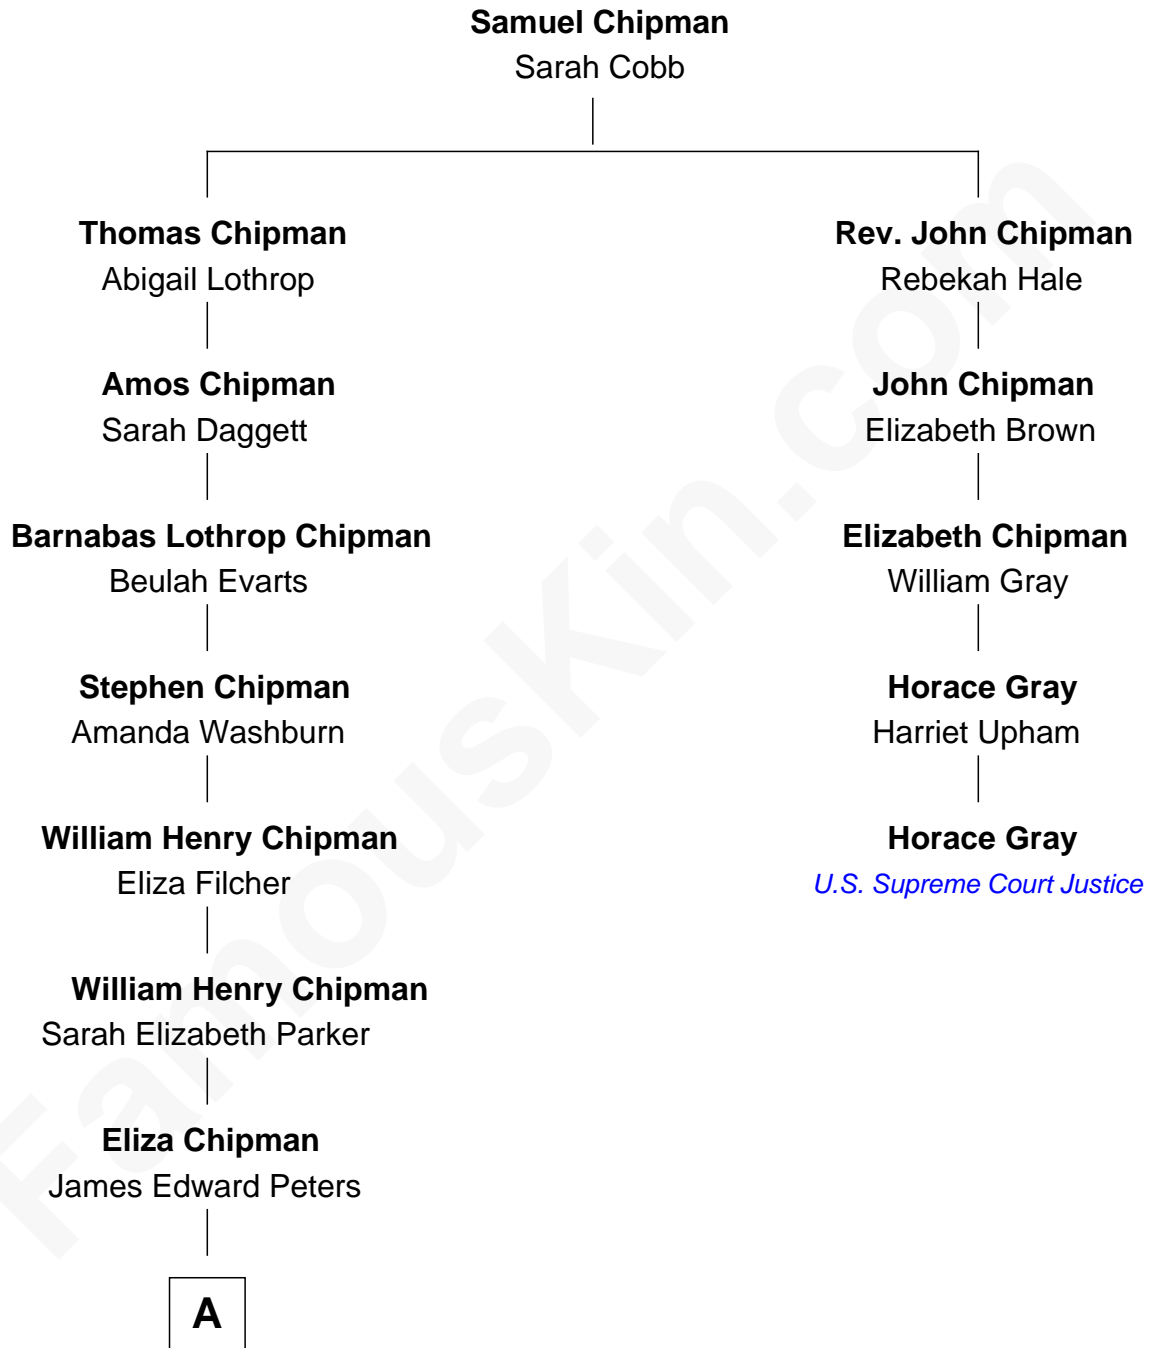 Samuel Chipman
Sarah Cobb
Thomas Chipman
Abigail Lothrop
Rev. John Chipman
Rebekah Hale
Amos Chipman
Sarah Daggett
John Chipman
Elizabeth Brown
Barnabas Lothrop Chipman
Beulah Evarts
Elizabeth Chipman
William Gray
Stephen Chipman
Amanda Washburn
Horace Gray
Harriet Upham
William Henry Chipman
Eliza Filcher
Horace Gray
U.S. Supreme Court Justice
William Henry Chipman
Sarah Elizabeth Parker
Eliza Chipman
James Edward Peters
A
FamousKin.com